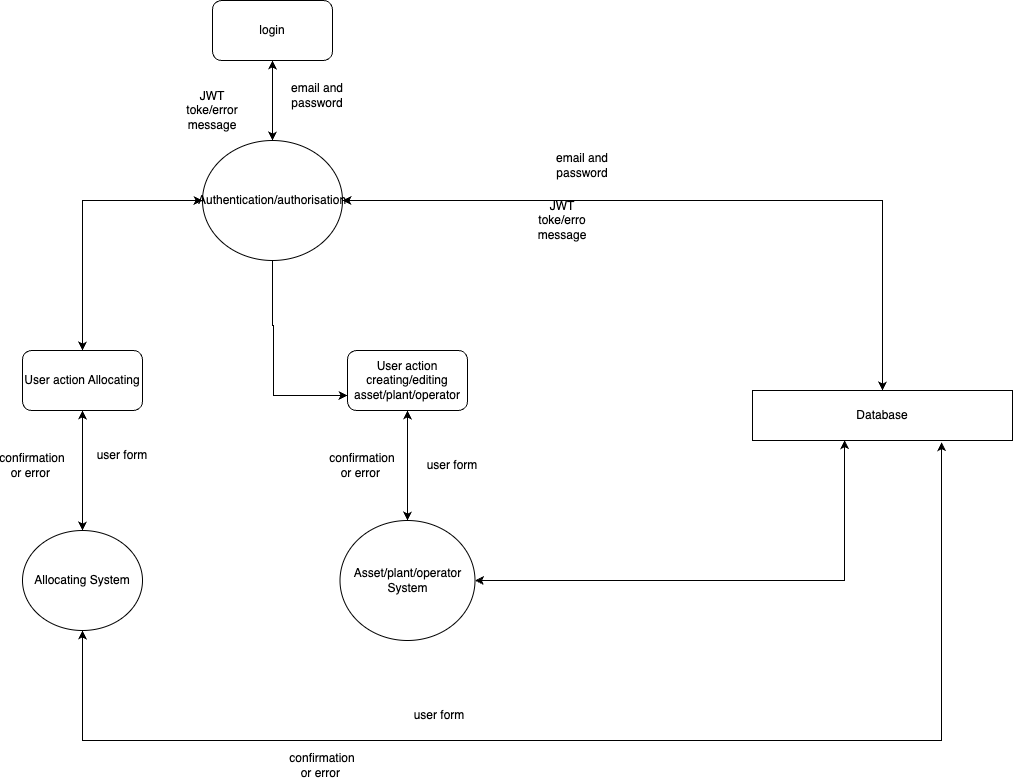 login
email and
password
JWT
toke/error
message
email and
password
Authentication/authorisation
JWT
toke/erro
message
User action Allocating
User action
creating/editing
asset/plant/operator
Database
confirmation
or error
user form
confirmation
or error
user form
Allocating System
Asset/plant/operator
System
user form
confirmation
or error